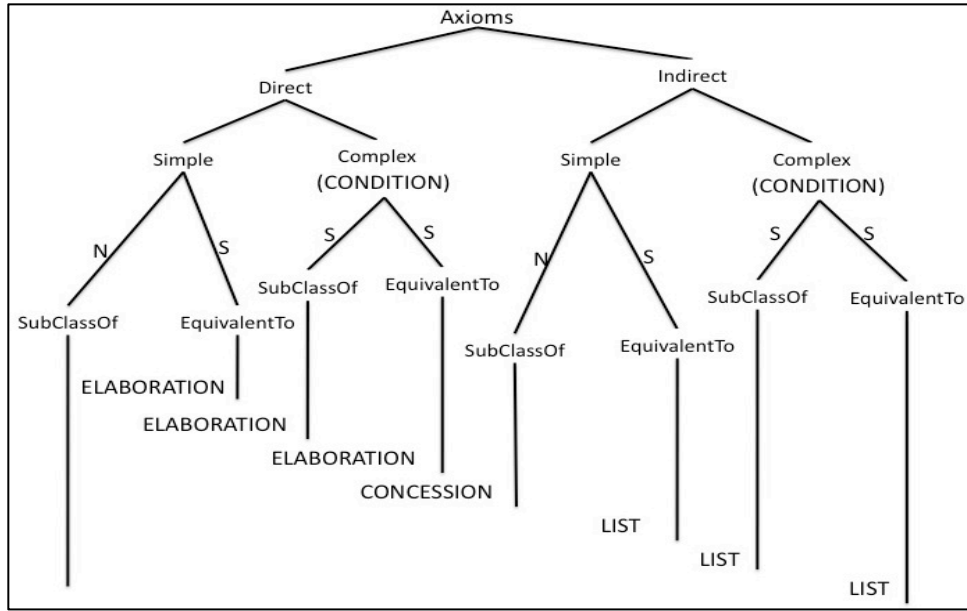 Axioms
Direct
Indirect
Simple
Complex
(CONDITION)
Simple
Complex
(CONDITION)
N
S
S
S
N
S
S
S
SubClassOf
EquivalentTo
SubClassOf
EquivalentTo
SubClassOf
EquivalentTo
SubClassOf
EquivalentTo
ELABORATION
ELABORATION
ELABORATION
CONCESSION
LIST
LIST
LIST